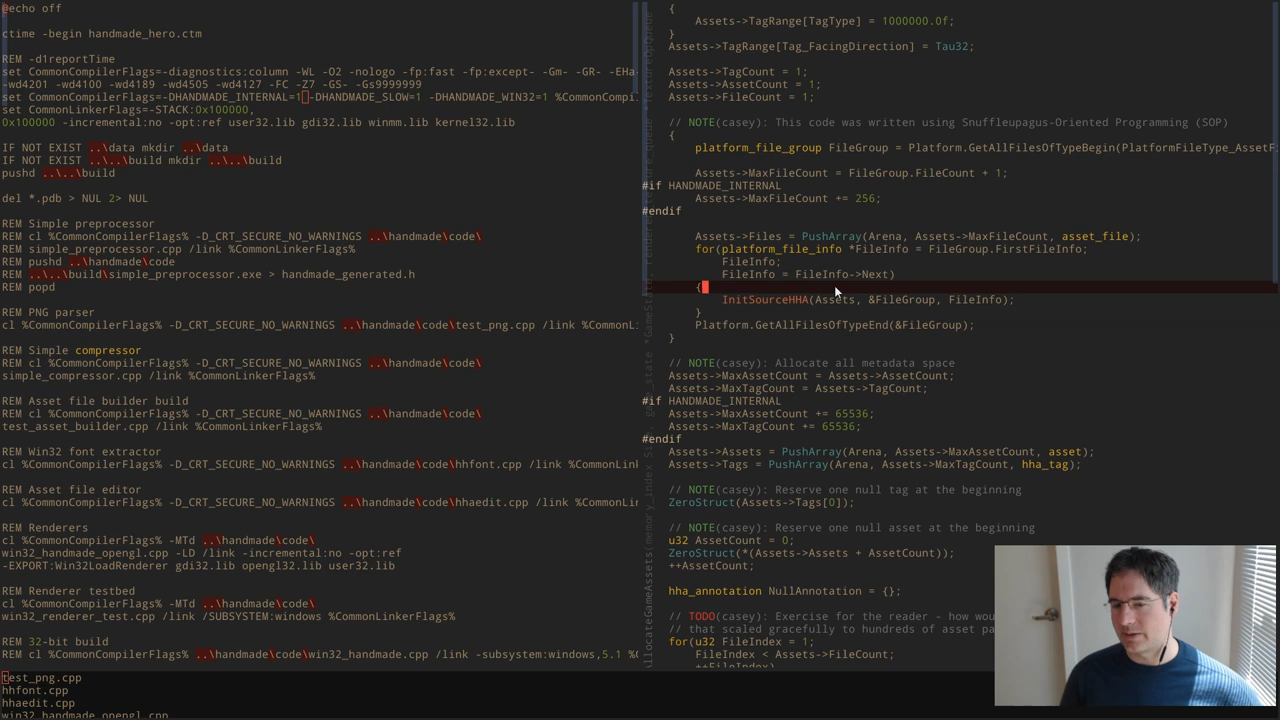 @echo off
ctime -begin handmade_hero.ctm
REM -d1reportTime
set CommonCompilerFlags=-diagnostics:column -WL -O2 -nologo -fp:fast -fp:except- -Gm- -GR- -EHa-
-wd4201 -wd4100 -wd4189 -wd4505 -wd4127 -FC -Z7 -GS- -Gs9999999
set CommonCompilerFlags=-DHANDMADE_INTERNAL=1 -DHANDMADE_SLOW=1 -DHANDMADE_WIN32=1 %CommonCompi
set CommonLinkerFlags=-STACK:0x100000,
0x100000 -incremental:no -opt:ref user32.lib gdi32.lib winmm.lib kernel32.lib
IF NOT EXIST ..\data mkdir ..\data
IF NOT EXIST ..\..\build mkdir ..\..\build
pushd ..\..\build
del *.pdb > NUL 2> NUL
REM Simple preprocessor
REM cl %CommonCompilerFlags% -D_CRT_SECURE_NO_WARNINGS ..\handmade\code\
REM simple_preprocessor.cpp /link %CommonLinkerFlags%
REM pushd ..\handmade\code
REM ..\..\build\simple_preprocessor.exe > handmade_generated.h
REM popd
REM PNG parser
cl %CommonCompilerFlags% -D_CRT_SECURE_NO_WARNINGS ..\handmade\code\test_png.cpp /link %CommonL
REM Simple compressor
REM cl %CommonCompilerFlags% -D_CRT_SECURE_NO_WARNINGS ..\handmade\code\
simple_compressor.cpp /link %CommonLinkerFlags%
REM Asset file builder build
REM cl %CommonCompilerFlags% -D_CRT_SECURE_NO_WARNINGS ..\handmade\code\
test_asset_builder.cpp /link %CommonLinkerFlags%
REM Win32 font extractor
cl %CommonCompilerFlags% -D_CRT_SECURE_NO_WARNINGS ..\handmade\code\hhfont.cpp /link %CommonLin
REM Asset file editor
cl %CommonCompilerFlags% -D_CRT_SECURE_NO_WARNINGS ..\handmade\code\hhaedit.cpp /link %CommonLi
REM Renderers
cl %CommonCompilerFlags% -MTd ..\handmade\code\
win32_handmade_opengl.cpp -LD /link -incremental:no -opt:ref
-EXPORT:Win32LoadRenderer gdi32.lib opengl32.lib user32.lib
REM Renderer testbed
cl %CommonCompilerFlags% -MTd ..\handmade\code\
win32_renderer_test.cpp /link /SUBSYSTEM:windows %CommonLinkerFlags%
REM 32-bit build
REM cl %CommonCompilerFlags% ..\handmade\code\win32_handmade.cpp /link -subsystem:windows,5.1 %
test_png.cpp
hhfont.cpp
hhaedit.cpp
win32_handmade_opengl.cpp
{
Assets->TagRange[TagType] = 1000000.0f;
}
Assets->TagRange[Tag_FacingDirection] = Tau32;
Assets->TagCount = 1;
Assets->AssetCount = 1;
Assets->FileCount = 1;
// NOTE(casey): This code was written using Snuffleupagus-Oriented Programming (SOP)
{
platform_file_group FileGroup = Platform.GetAllFilesOfTypeBegin(PlatformFileType_AssetF
Assets->MaxFileCount = FileGroup.FileCount + 1;
#if HANDMADE_INTERNAL
Assets->MaxFileCount += 256;
#endif
Assets->Files = PushArray(Arena, Assets->MaxFileCount, asset_file);
for(platform_file_info *FileInfo = FileGroup.FirstFileInfo;
FileInfo;
FileInfo = FileInfo->Next)
{
InitSourceHHA(Assets, &FileGroup, FileInfo);
}
Platform.GetAllFilesOfTypeEnd(&FileGroup);
}
// NOTE(casey): Allocate all metadata space
Assets->MaxAssetCount = Assets->AssetCount;
Assets->MaxTagCount = Assets->TagCount;
#if HANDMADE_INTERNAL
Assets->MaxAssetCount += 65536;
Assets->MaxTagCount += 65536;
#endif
Assets->Assets = PushArray(Arena, Assets->MaxAssetCount, asset);
Assets->Tags = PushArray(Arena, Assets->MaxTagCount, hha_tag);
// NOTE(casey): Reserve one null tag at the beginning
ZeroStruct(Assets->Tags[0]);
// NOTE(casey): Reserve one null asset at the beginning
u32 AssetCount = 0;
ZeroStruct(*(Assets->Assets + AssetCount));
++AssetCount;
hha_annotation NullAnnotation = {};
// TODO(casey): Exercise for the reader - how wou
// that scaled gracefully to hundreds of asset pa
for(u32 FileIndex = 1;
FileIndex < Assets->FileCount;
++FileIndex)